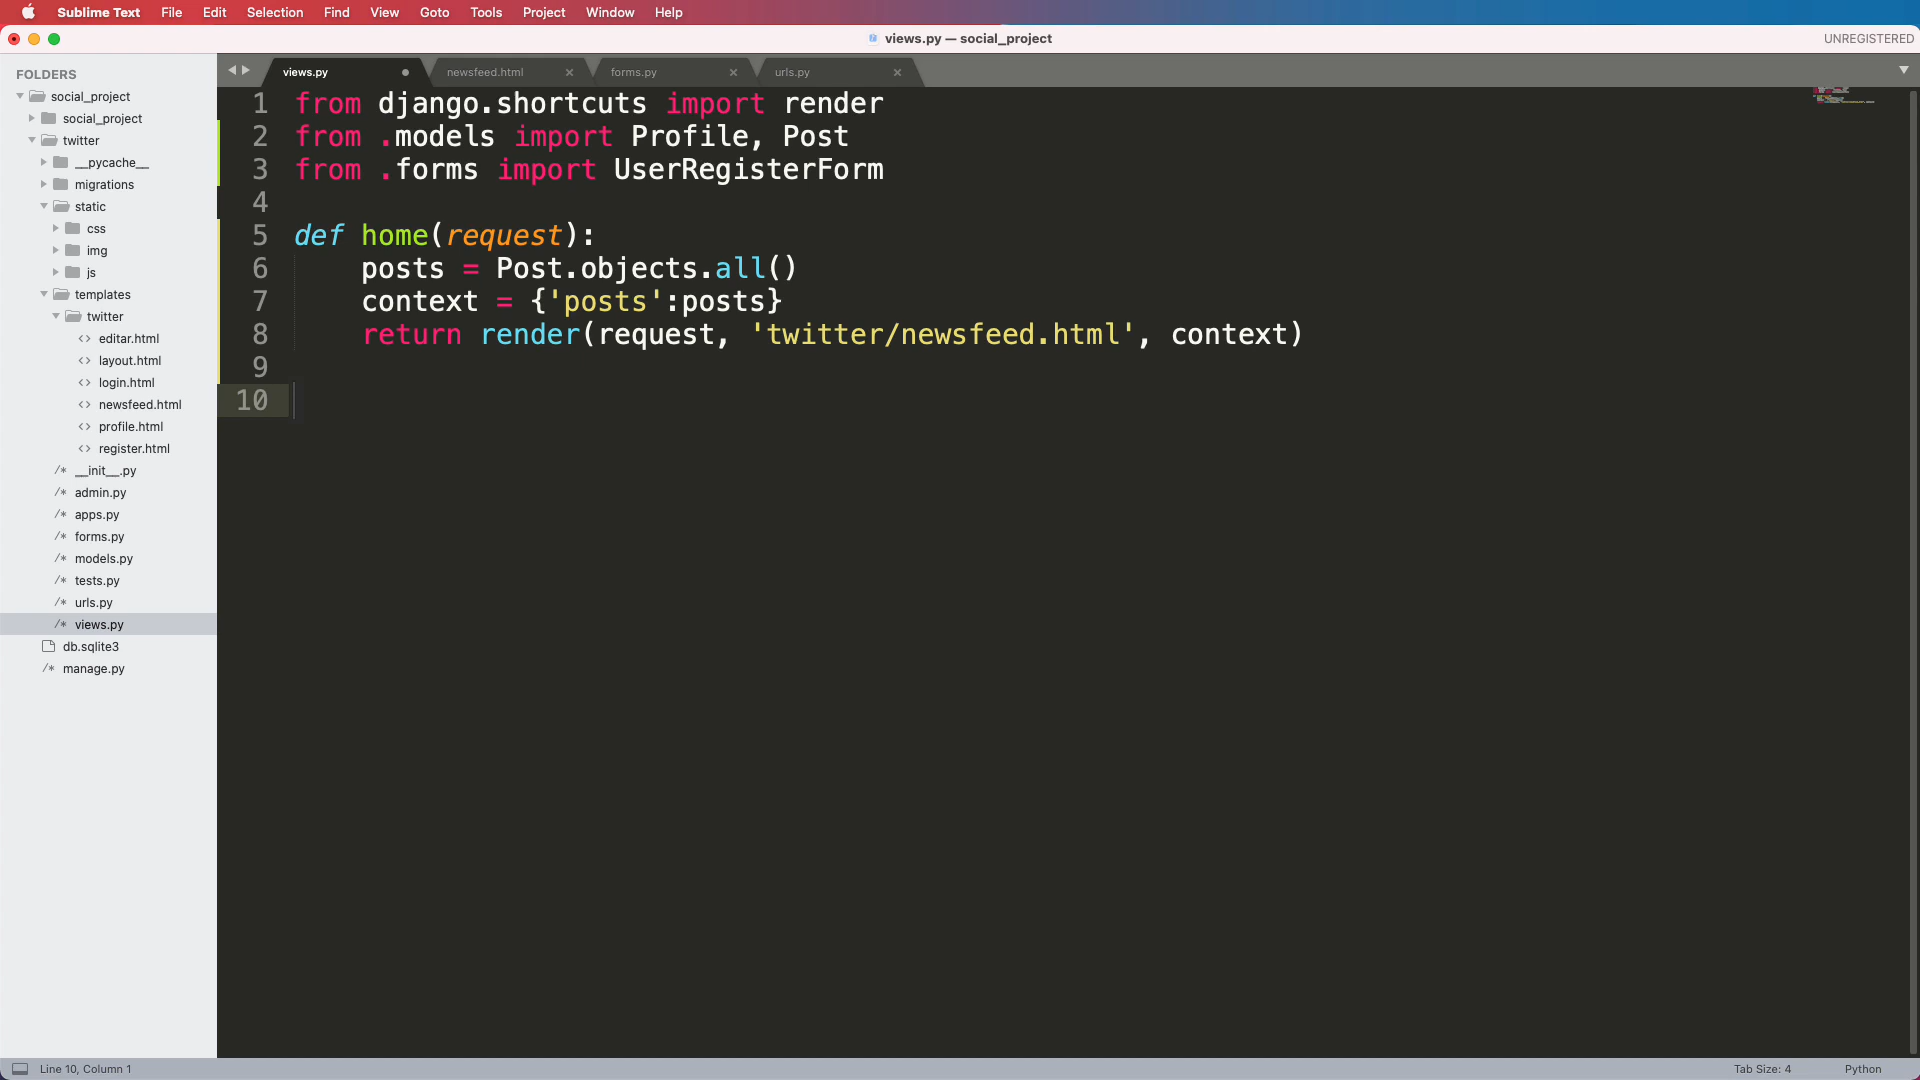 Sublime Text File Edit Selection Find View Goto Tools Project Window Help
views.py — social_project
UNREGISTERED
FOLDERS
social_project
social_project
twitter
__pycache__
migrations
static
css
img
js
templates
twitter
editar.html
layout.html
login.html
newsfeed.html
profile.html
register.html
__init__.py
admin.py
apps.py
forms.py
models.py
tests.py
urls.py
views.py
db.sqlite3
manage.py
views.py newsfeed.html forms.py urls.py
1 from django.shortcuts import render
2 from .models import Profile, Post
3 from .forms import UserRegisterForm
4
5 def home(request):
6 posts = Post.objects.all()
7 context = {'posts':posts}
8 return render(request, 'twitter/newsfeed.html', context)
9
10
Line 10, Column 1
Tab Size: 4
Python